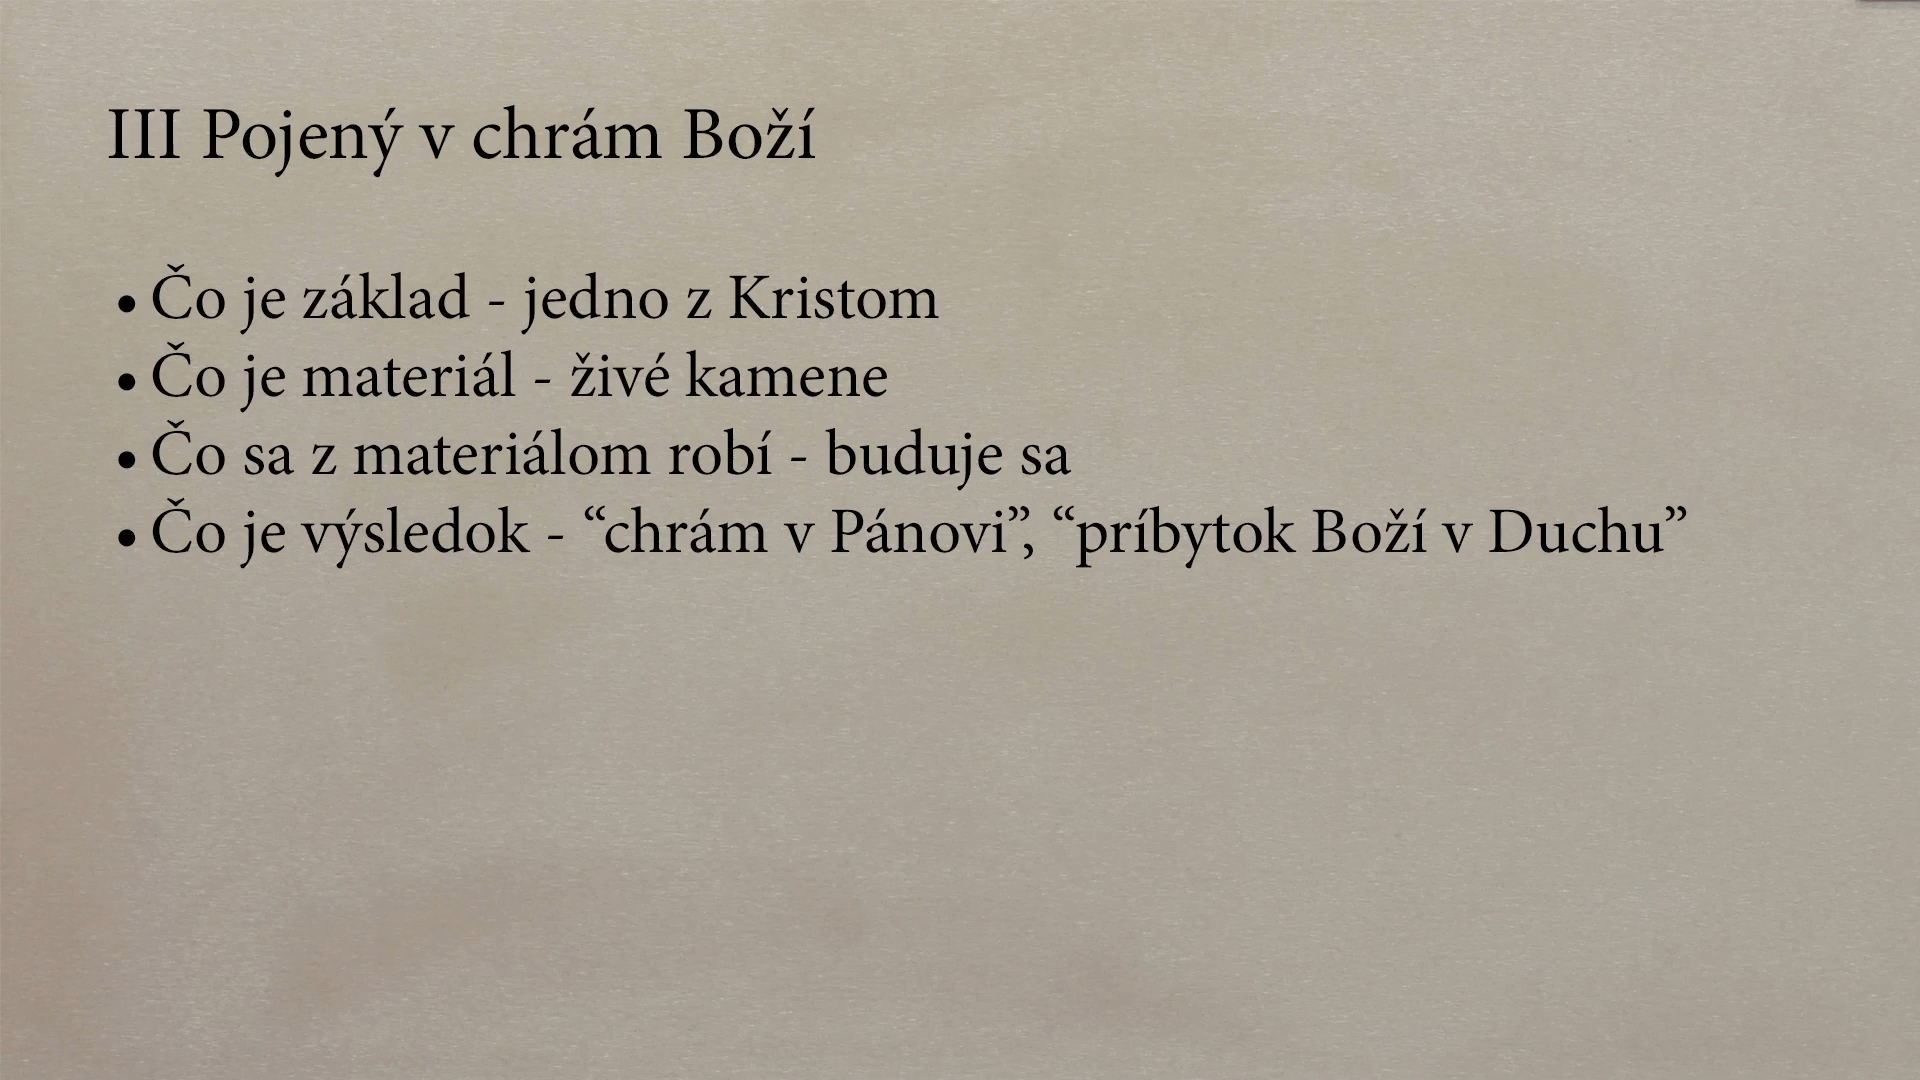 III Pojený v chrám Boží
• Čo je základ - jedno z Kristom
• Čo je materiál - živé kamene
• Čo sa z materiálom robí - buduje sa
• Čo je výsledok - “chrám v Pánovi”, “príbytok Boží v Duchu”